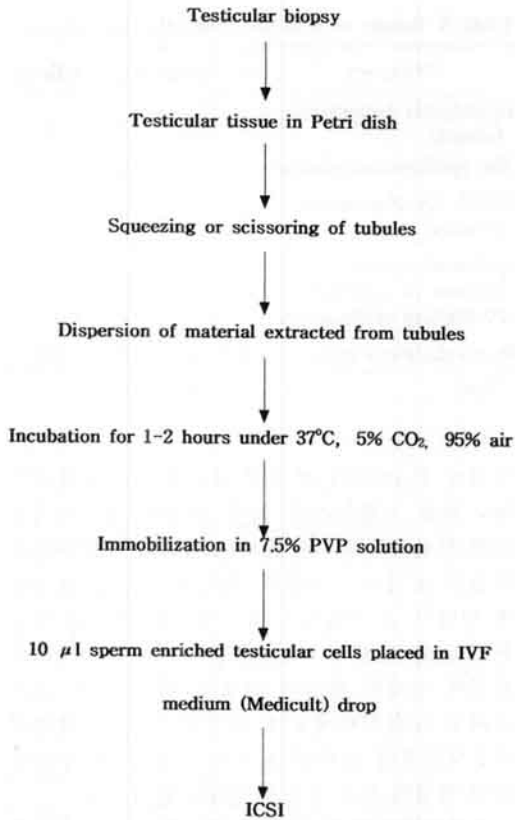 Testicular biopsy
Testicular tissue in Petri dish
Squeezing or scissoring of tubules
Dispersion of material extracted from tubules
Incubation for 1-2 hours under 37℃, 5% CO₂, 95% air
Immobilization in 7.5% PVP solution
10 μl sperm enriched testicular cells placed in IVF
medium (Medicult) drop
ICSI